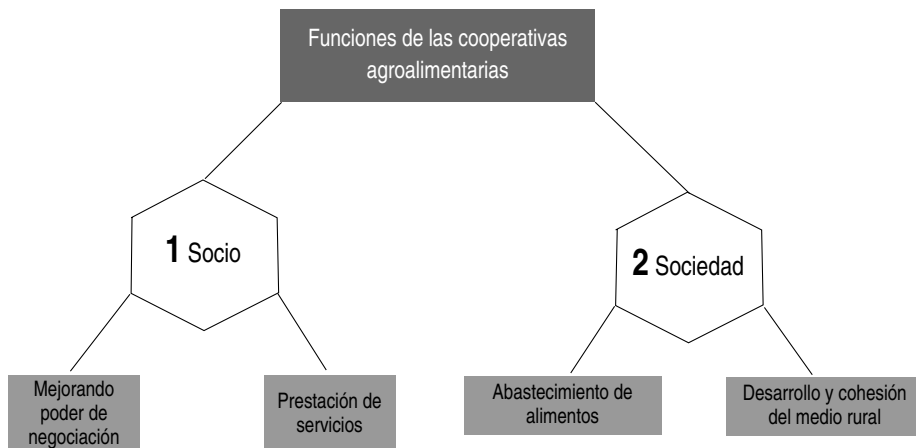 Funciones de las cooperativas
agroalimentarias
1 Socio
2 Sociedad
Mejorando
poder de
negociación
Prestación de
servicios
Abastecimiento de
alimentos
Desarrollo y cohesión
del medio rural